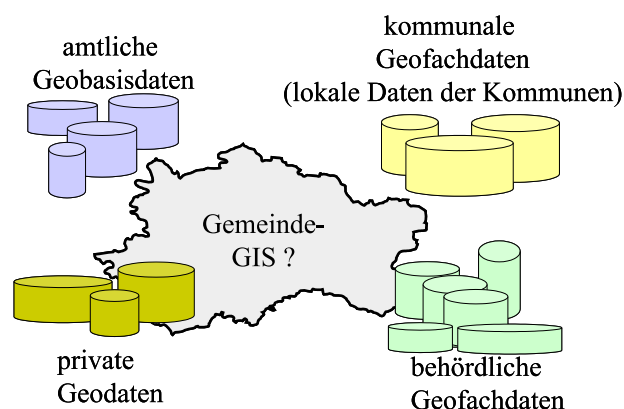 amtliche
Geobasisdaten
kommunale
Geofachdaten
(lokale Daten der Kommunen)
Gemeinde-
GIS ?
private
Geodaten
behördliche
Geofachdaten